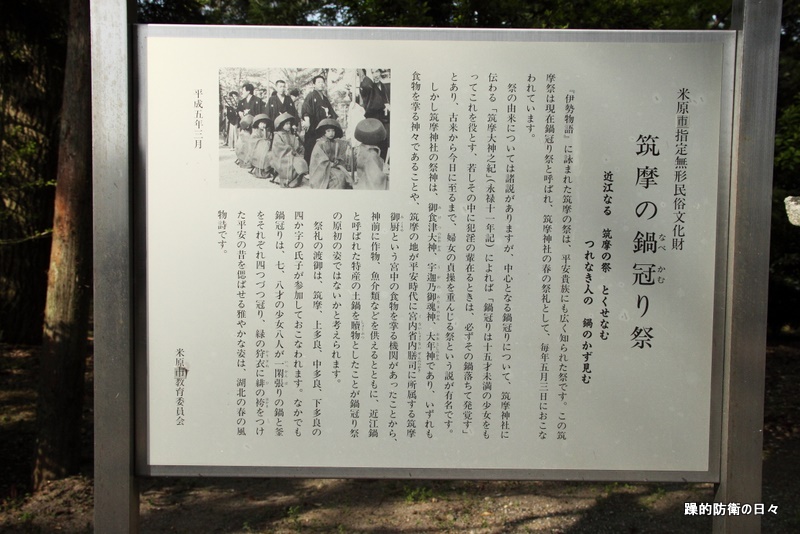 米原市指定無形民俗文化財
筑摩の鍋冠り祭
なべ かむ
近江なる 筑摩の祭 とくせなむ
つれなき人の 鍋のかず見む
『伊勢物語』に詠まれた筑摩の祭は、平安貴族にも広く知られた祭です。この筑
摩祭は現在鍋冠り祭と呼ばれ、筑摩神社の春の祭礼として、毎年五月三日におこな
われています。
祭の由来については諸説がありますが、中心となる鍋冠りについて、筑摩神社に
伝わる「筑摩大神之紀」(永禄十一年記)によれば「鍋冠りは十五才未満の少女をも
ってこれを役とす、若しその中に犯淫の輩在るときは、必ずその鍋落ちて発覚す」
とあり、古来から今日に至るまで、婦女の貞操を重んじる祭という説が有名です。
しかし筑摩神社の祭神は、御食津大神、宇迦乃御魂神、大年神であり、いずれも
食物を掌る神々であることや、筑摩の地が平安時代に宮内省内膳司に所属する筑摩
御厨という宮中の食物を掌る機関があったことから、
神前に作物、魚介類などを供えるとともに、近江鍋
と呼ばれた特産の土鍋を贖物としたことが鍋冠り祭
の原初の姿ではないかと考えられます。
祭礼の渡御は、筑摩、上多良、中多良、下多良の
四か字の氏子が参加しておこなわれます。なかでも
鍋冠りは、七、八才の少女八人が一閑張りの鍋と釜
をそれぞれ四つづつ冠り、緑の狩衣に緋の袴をつけ
た平安の昔を偲ばせる雅やかな姿は、湖北の春の風
物詩です。
平成五年三月
米原市教育委員会
躁的防衛の日々